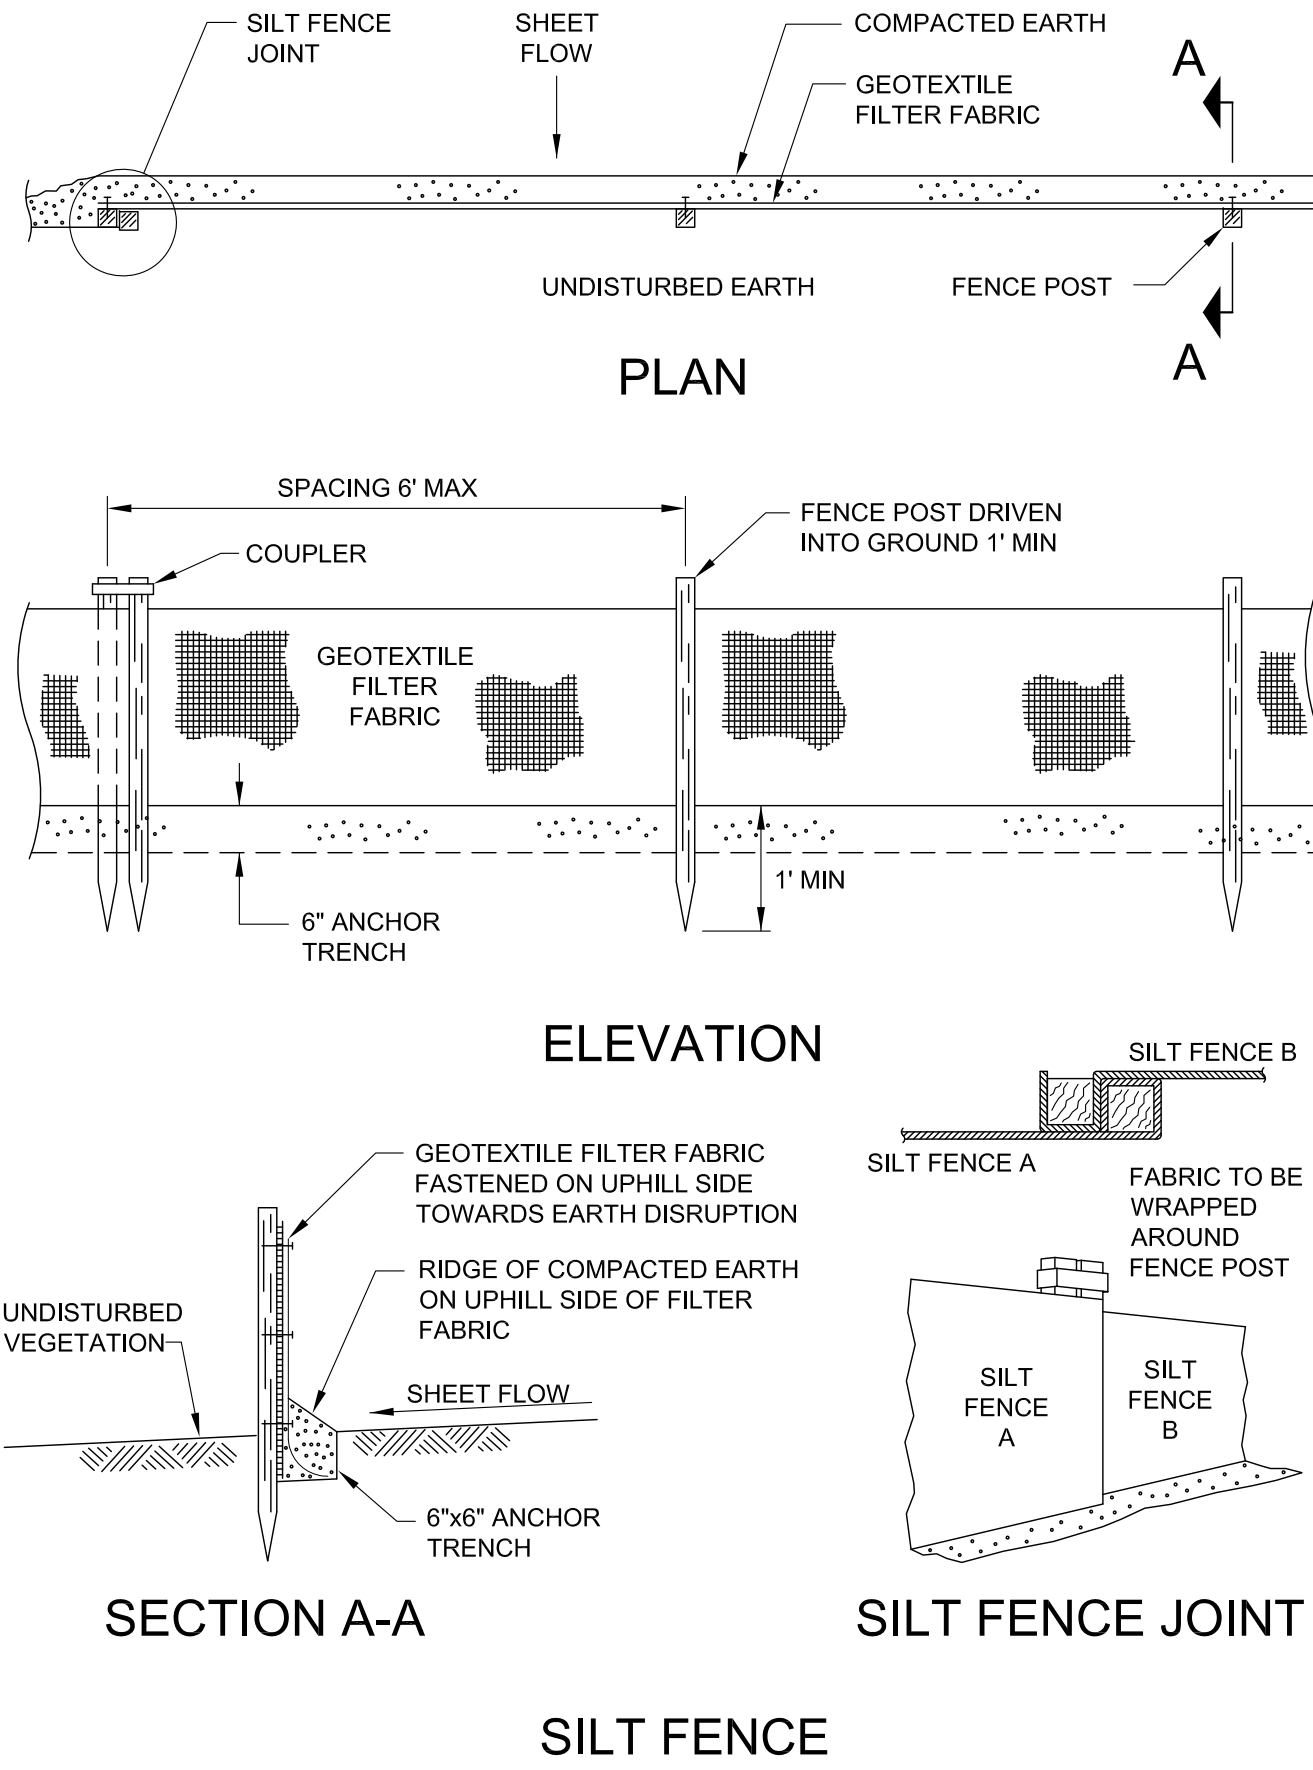 SILT FENCE
JOINT
SHEET
FLOW
COMPACTED EARTH
GEOTEXTILE
FILTER FABRIC
A
UNDISTURBED EARTH
FENCE POST
A
PLAN
SPACING 6' MAX
COUPLER
FENCE POST DRIVEN
INTO GROUND 1' MIN
GEOTEXTILE
FILTER
FABRIC
1' MIN
6" ANCHOR
TRENCH
ELEVATION
GEOTEXTILE FILTER FABRIC
FASTENED ON UPHILL SIDE
TOWARDS EARTH DISRUPTION
RIDGE OF COMPACTED EARTH
ON UPHILL SIDE OF FILTER
FABRIC
UNDISTURBED
VEGETATION
SHEET FLOW
6"x6" ANCHOR
TRENCH
SECTION A-A
SILT FENCE B
SILT FENCE A
FABRIC TO BE
WRAPPED
AROUND
FENCE POST
SILT
FENCE
A
SILT
FENCE
B
SILT FENCE JOINT
SILT FENCE